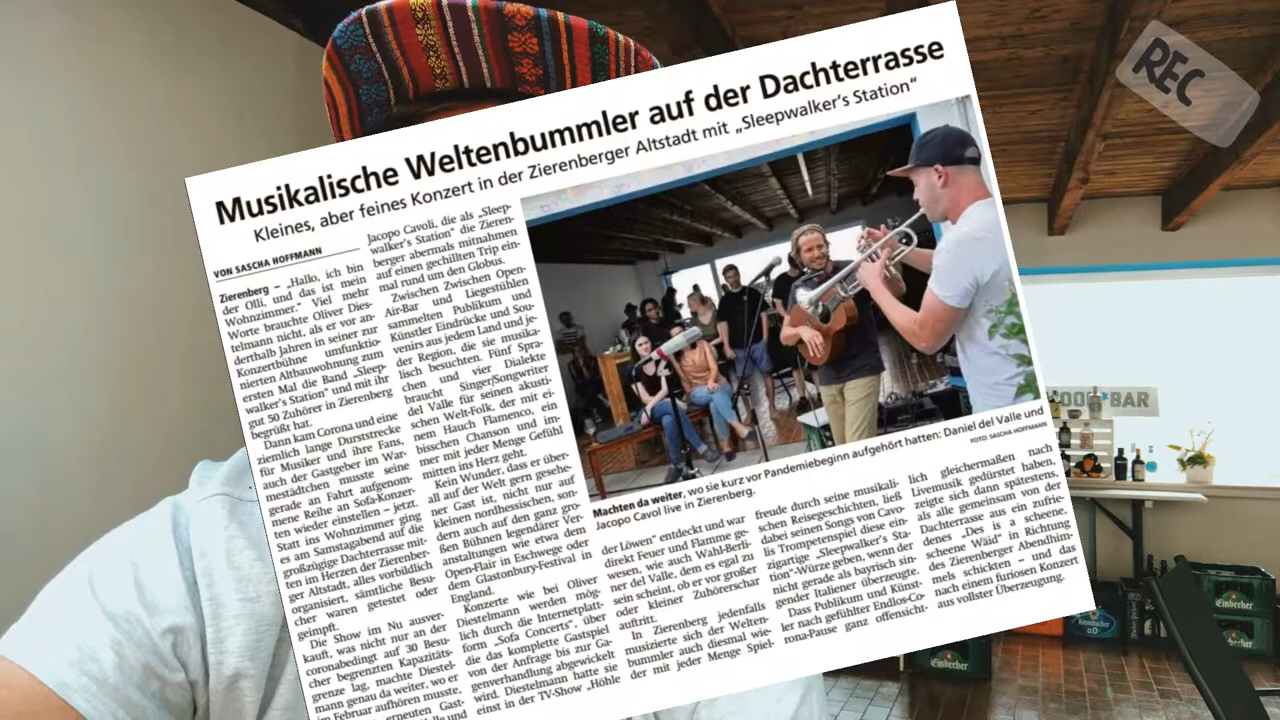 Musikalische Weltenbummler auf der Dachterrasse
Kleines, aber feines Konzert in der Zierenberger Altstadt mit „Sleepwalker's Station“
VON SASCHA HOFFMANN
Zierenberg – „Hallo, ich bin
der Olli, und das ist mein
Wohnzimmer.“ Viel mehr
Worte brauchte Oliver Dies-
telmann nicht, als er vor an-
derthalb Jahren in seiner zur
Konzertbühne umfunktio-
nierten Altbauwohnung zum
ersten Mal die Band „Sleep-
walker's Station“ und mit ihr
gut 50 Zuhörer in Zierenberg
begrüßt hat.
Dann kam Corona und eine
ziemlich lange Durststrecke
für Musiker und ihre Fans,
auch der Gastgeber im War-
mestädtchen musste seine
gerade an Fahrt aufgenom-
mene Reihe an Sofa-Konzer-
ten wieder einstellen – jetzt.
Statt ins Wohnzimmer ging
es am Samstagabend auf die
großzügige Dachterrasse mit-
ten im Herzen der Zierenber-
ger Altstadt, alles vorbildlich
organisiert, sämtliche Besu-
cher waren getestet oder
geimpft.
Die Show im Nu ausver-
kauft, was nicht nur an der
coronabedingt auf 30 Besu-
cher begrenzten Kapazitäts-
grenze lag, machte Diestel-
mann genau da weiter, wo er
im Februar aufhören musste,
erneuten Gast-
Jacopo Cavoli, die als „Sleep-
walker's Station“ die Zieren-
berger abermals mitnahmen
auf einen gechillten Trip ein-
mal rund um den Globus.
Zwischen Zwischen Open-
Air-Bar und Liegestühlen
sammelten Publikum und
Künstler Eindrücke und Sou-
venirs aus jedem Land und je-
der Region, die sie musika-
lisch besuchten. Fünf Spra-
chen und vier Dialekte
braucht Singer/Songwriter
del Valle für seinen akusti-
schen Welt-Folk, der mit ei-
nem Hauch Flamenco, ein
bisschen Chanson und im-
mer mit jeder Menge Gefühl
mitten ins Herz geht.
Kein Wunder, dass er über-
all auf der Welt gern gesehe-
ner Gast ist, nicht nur auf
kleinen nordhessischen, son-
dern auch auf den ganz gro-
ßen Bühnen legendärer Ver-
anstaltungen wie etwa dem
Open-Flair in Eschwege oder
dem Glastonbury-Festival in
England.
Konzerte wie bei Oliver
Diestelmann werden mög-
lich durch die Internetplatt-
form „Sofa Concerts“, über
die das komplette Gastspiel
von der Anfrage bis zur Ga-
genverhandlung abgewickelt
wird. Diestelmann hatte sie
einst in der TV-Show „Höhle
Machten da weiter, wo sie kurz vor Pandemiebeginn aufgehört hatten: Daniel del Valle und
Jacopo Cavol live in Zierenberg.
FOTO: SASCHA HOFFMANN
der Löwen“ entdeckt und war
direkt Feuer und Flamme ge-
wesen, wie auch Wahl-Berli-
ner del Valle, dem es egal zu
sein scheint, ob er vor großer
oder kleiner Zuhörerschar
auftritt.
In Zierenberg jedenfalls
musizierte sich der Welten-
bummler auch diesmal wie-
der mit jeder Menge Spiel-
freude durch seine musikali-
schen Reisegeschichten, ließ
dabei seinen Songs von Cavo-
lis Trompetenspiel diese ein-
zigartige „Sleepwalker's Sta-
tion“-Würze geben, wenn der
nicht gerade als bayrisch sin-
gender Italiener überzeugte.
Dass Publikum und Künst-
ler nach gefühlter Endlos-Co-
rona-Pause ganz offensicht-
lich gleichermaßen nach
Livemusik gedürstet haben,
zeigte sich dann spätestens,
als alle gemeinsam von der
Dachterrasse aus ein zufrie-
denes „Des is a scheene,
scheene Wäid“ in Richtung
des Zierenberger Abendhim-
mels schickten – und das
nach einem furiosen Konzert
aus vollster Überzeugung.
REC
BAR
Krombacher
Einbecher
Einbecher
Einbecher